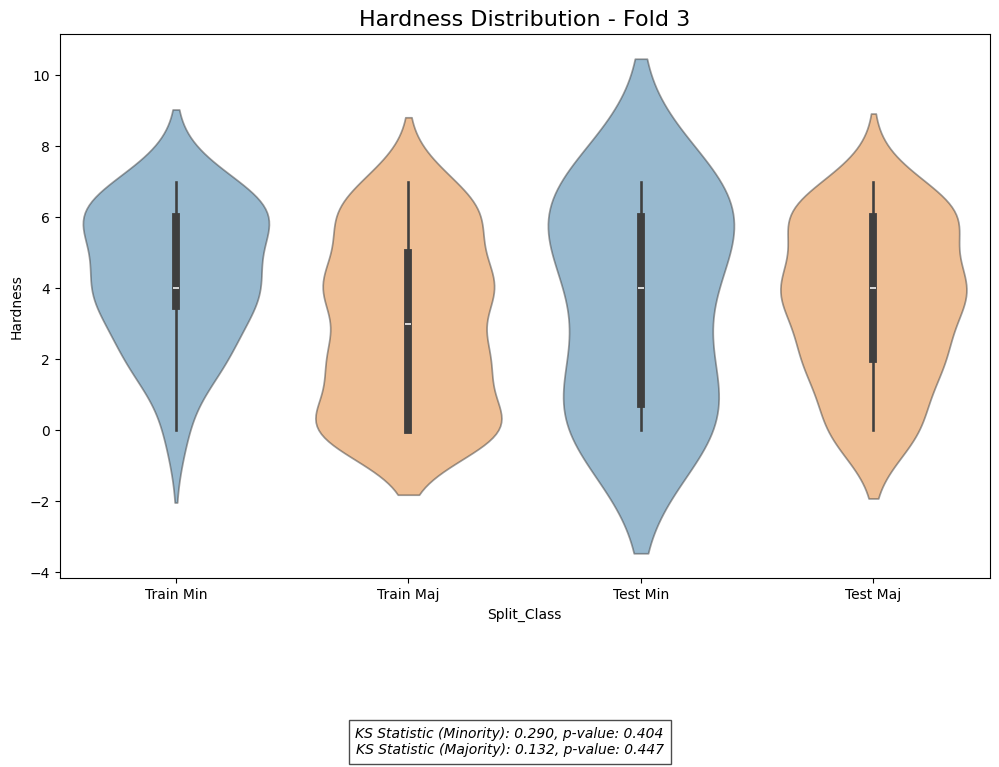 Hardness Distribution - Fold 3
10
8
6
4
2
0
−2
−4
Hardness
Train Min
Train Maj
Test Min
Test Maj
Split_Class
KS Statistic (Minority): 0.290, p-value: 0.404
KS Statistic (Majority): 0.132, p-value: 0.447